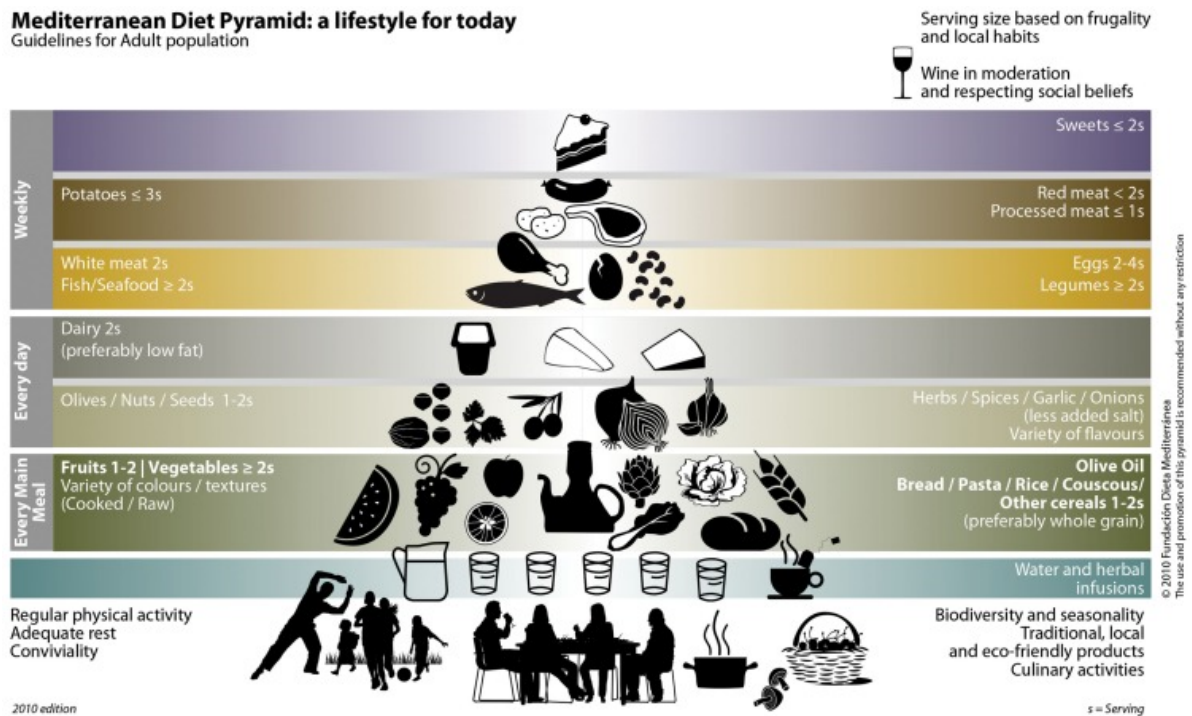 Mediterranean Diet Pyramid: a lifestyle for today
Guidelines for Adult population
Serving size based on frugality
and local habits
Wine in moderation
and respecting social beliefs
Weekly
Sweets ≤ 2s
Potatoes ≤ 3s
Red meat < 2s
Processed meat ≤ 1s
White meat 2s
Fish/Seafood ≥ 2s
Eggs 2-4s
Legumes ≥ 2s
Every day
Dairy 2s
(preferably low fat)
Olives / Nuts / Seeds 1-2s
Herbs / Spices / Garlic / Onions
(less added salt)
Variety of flavours
Every Main
Meal
Fruits 1-2 | Vegetables ≥ 2s
Variety of colours / textures
(Cooked / Raw)
Olive Oil
Bread / Pasta / Rice / Couscous/
Other cereals 1-2s
(preferably whole grain)
Water and herbal
infusions
Regular physical activity
Adequate rest
Conviviality
Biodiversity and seasonality
Traditional, local
and eco-friendly products
Culinary activities
2010 edition
s = Serving
© 2010 Fundación Dieta Mediterránea
The use and promotion of this pyramid is recommended without any restriction